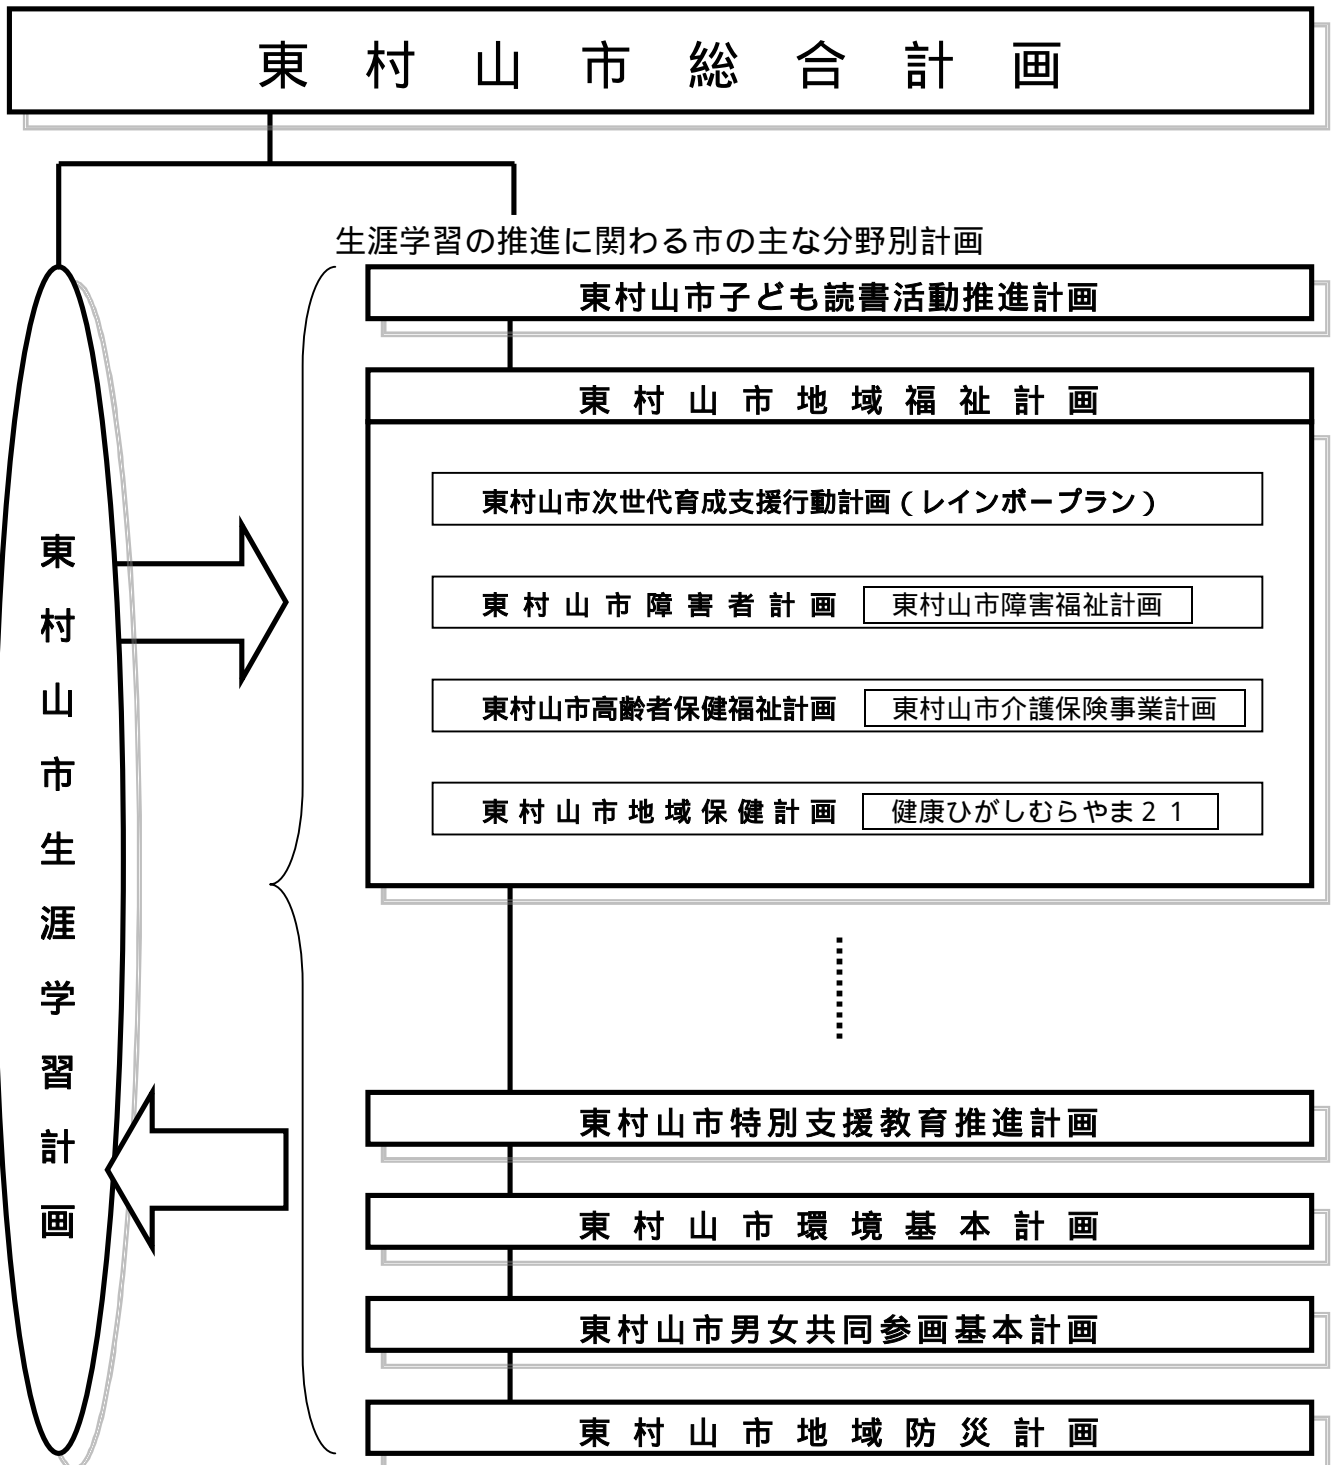 東村山市総合計画
生涯学習の推進に関わる市の主な分野別計画
東村山市生涯学習計画
東村山市子ども読書活動推進計画
東村山市地域福祉計画
東村山市次世代育成支援行動計画（レインボープラン）
東村山市障害者計画 東村山市障害福祉計画
東村山市高齢者保健福祉計画 東村山市介護保険事業計画
東村山市地域保健計画 健康ひがしむらやま２１
東村山市特別支援教育推進計画
東村山市環境基本計画
東村山市男女共同参画基本計画
東村山市地域防災計画